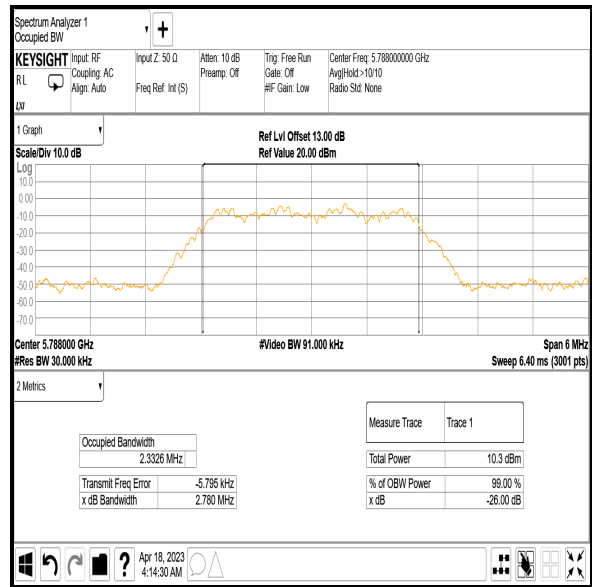 Spectrum Analyzer 1
Occupied BW
KEYSIGHT
RL
LXI
Input: RF
Coupling: AC
Align: Auto
Input Z: 50 Ω
Freq Ref: Int (S)
Atten: 10 dB
Preamp: Off
Trig: Free Run
Gate: Off
#IF Gain: Low
Center Freq: 5.788000000 GHz
Avg|Hold:>10/10
Radio Std: None
1 Graph
Scale/Div 10.0 dB
Ref Lvl Offset 13.00 dB
Ref Value 20.00 dBm
Log
10.0
0.00
-10.0
-20.0
-30.0
-40.0
-50.0
-60.0
-70.0
Center 5.788000 GHz
#Video BW 91.000 kHz
Span 6 MHz
#Res BW 30.000 kHz
Sweep 6.40 ms (3001 pts)
2 Metrics
Occupied Bandwidth
2.3326 MHz
Transmit Freq Error -5.795 kHz
x dB Bandwidth 2.780 MHz
Measure Trace Trace 1
Total Power 10.3 dBm
% of OBW Power 99.00 %
x dB -26.00 dB
?
Apr 18, 2023
4:14:30 AM